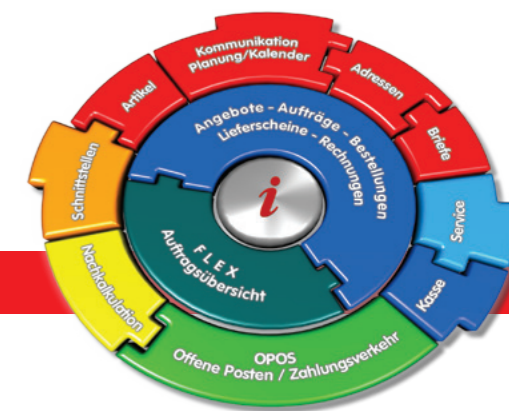 Kommunikation
Planung/Kalender
Adressen
Briefe
Service
Kasse
OPOS
Offene Posten / Zahlungsverkehr
Nachkalkulation
Schnittstellen
Artikel
Angebote – Aufträge – Bestellungen
Lieferscheine – Rechnungen
FLEX
Auftragsübersicht
i